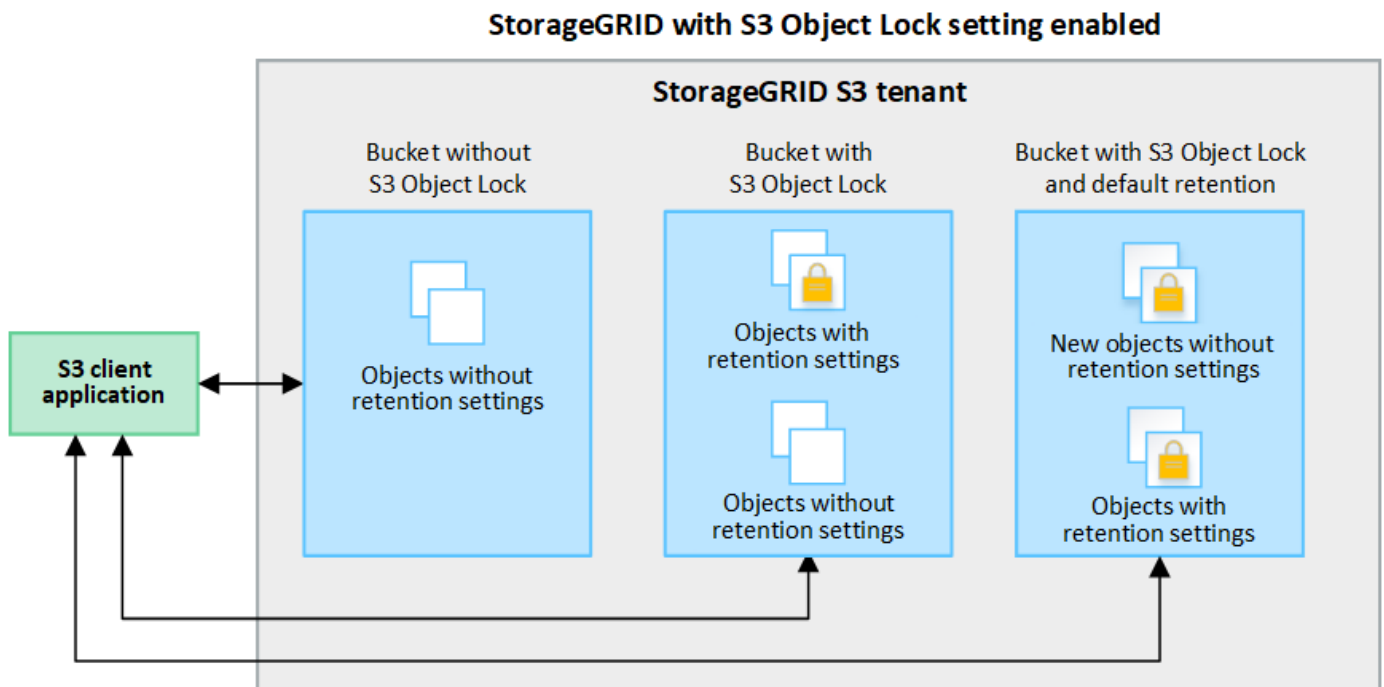 StorageGRID with S3 Object Lock setting enabled
StorageGRID S3 tenant
Bucket without
S3 Object Lock
Bucket with
S3 Object Lock
Bucket with S3 Object Lock
and default retention
S3 client
application
Objects without
retention settings
Objects with
retention settings
Objects without
retention settings
New objects without
retention settings
Objects with
retention settings